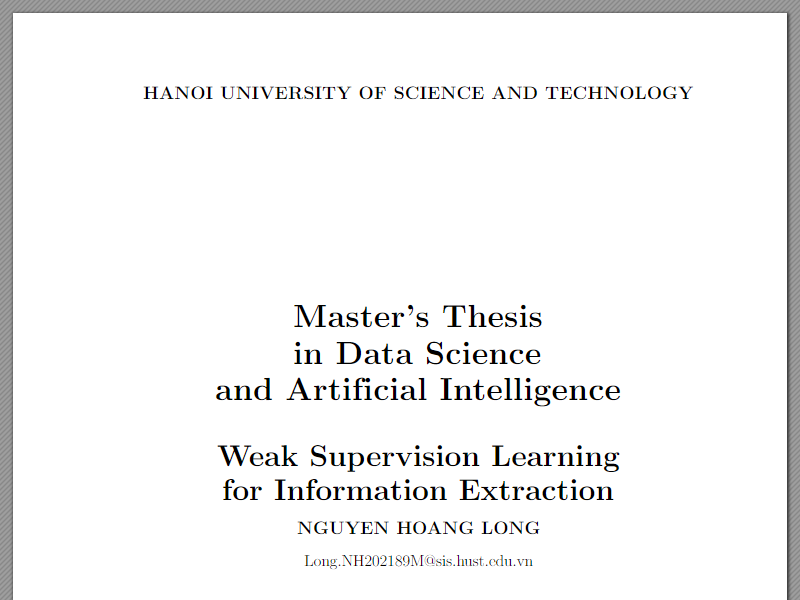 HANOI UNIVERSITY OF SCIENCE AND TECHNOLOGY
Master's Thesis
in Data Science
and Artificial Intelligence
Weak Supervision Learning
for Information Extraction
NGUYEN HOANG LONG
Long.NH202189M@sis.hust.edu.vn